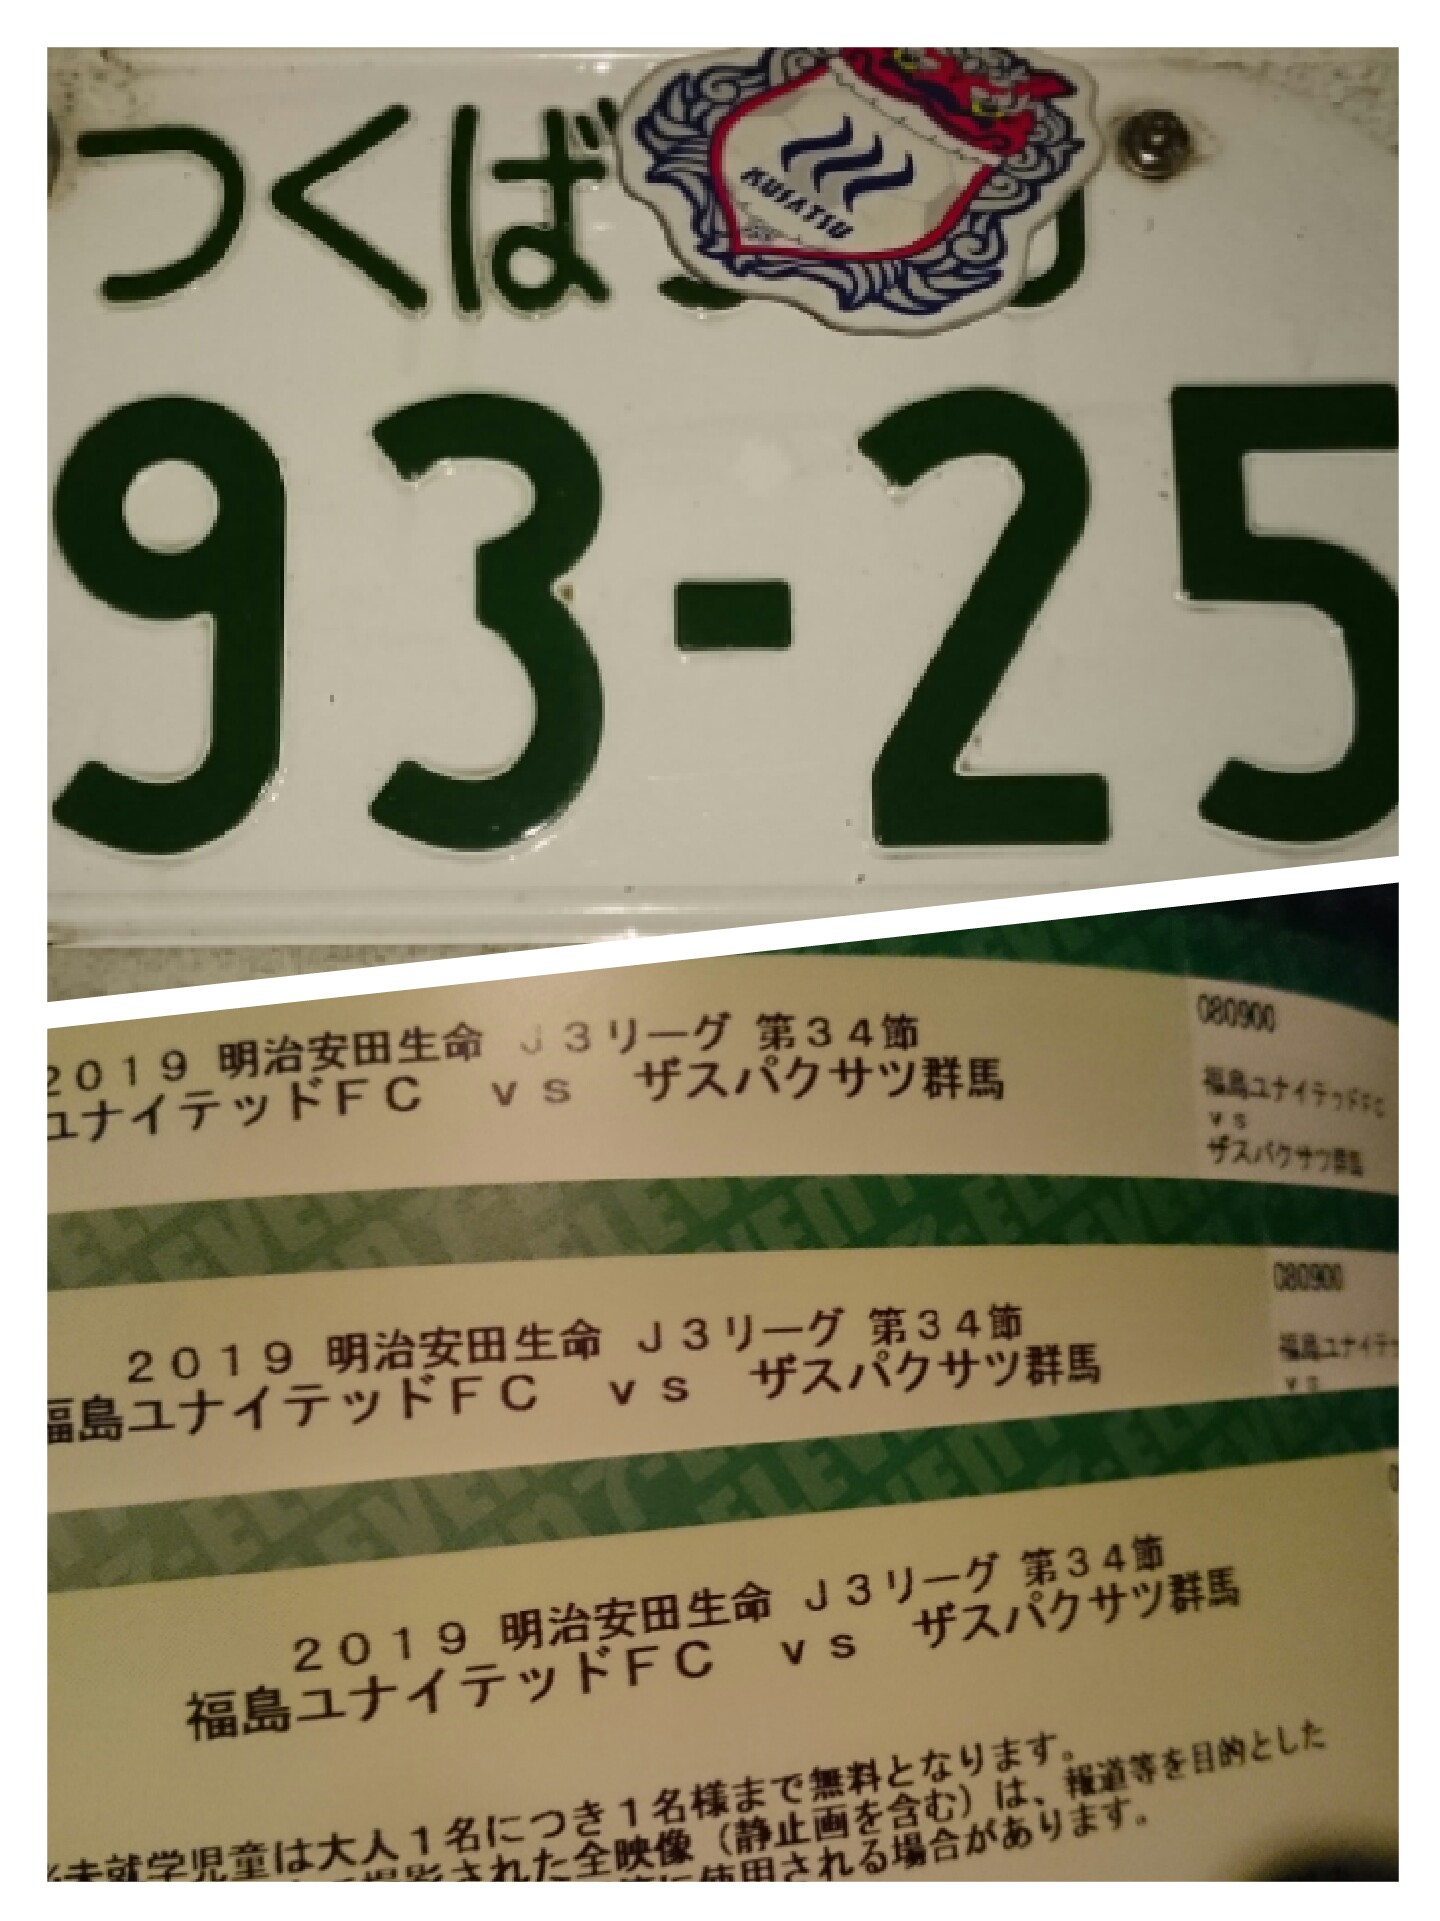 つくば
KUSATSU
93-25
2019 明治安田生命 J3リーグ 第34節
ユナイテッドFC vs ザスパクサツ群馬
080900
福島ユナイテッドFC
vs
ザスパクサツ群馬
2019 明治安田生命 J3リーグ 第34節
福島ユナイテッドFC vs ザスパクサツ群馬
080900
福島ユナイテッ
vs
2019 明治安田生命 J3リーグ 第34節
福島ユナイテッドFC vs ザスパクサツ群馬
未就学児童は大人1名につき1名様まで無料となります。
撮影された全映像（静止画を含む）は、報道等を目的とした
に使用される場合があります。